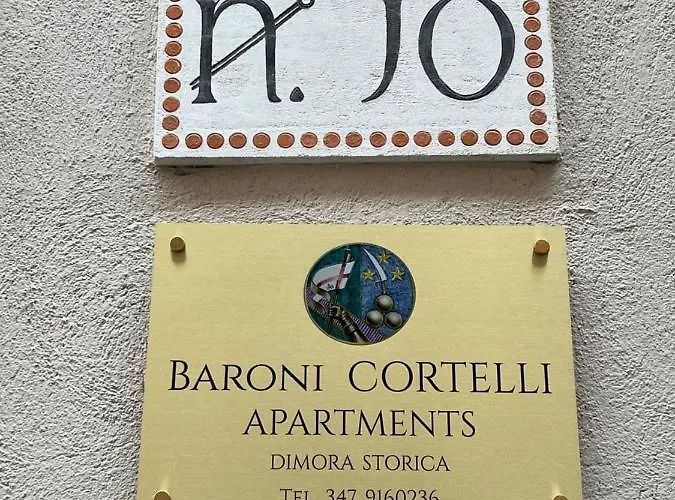 n. 10
BARONI CORTELLI
APARTMENTS
DIMORA STORICA
TEL. 347 9160236